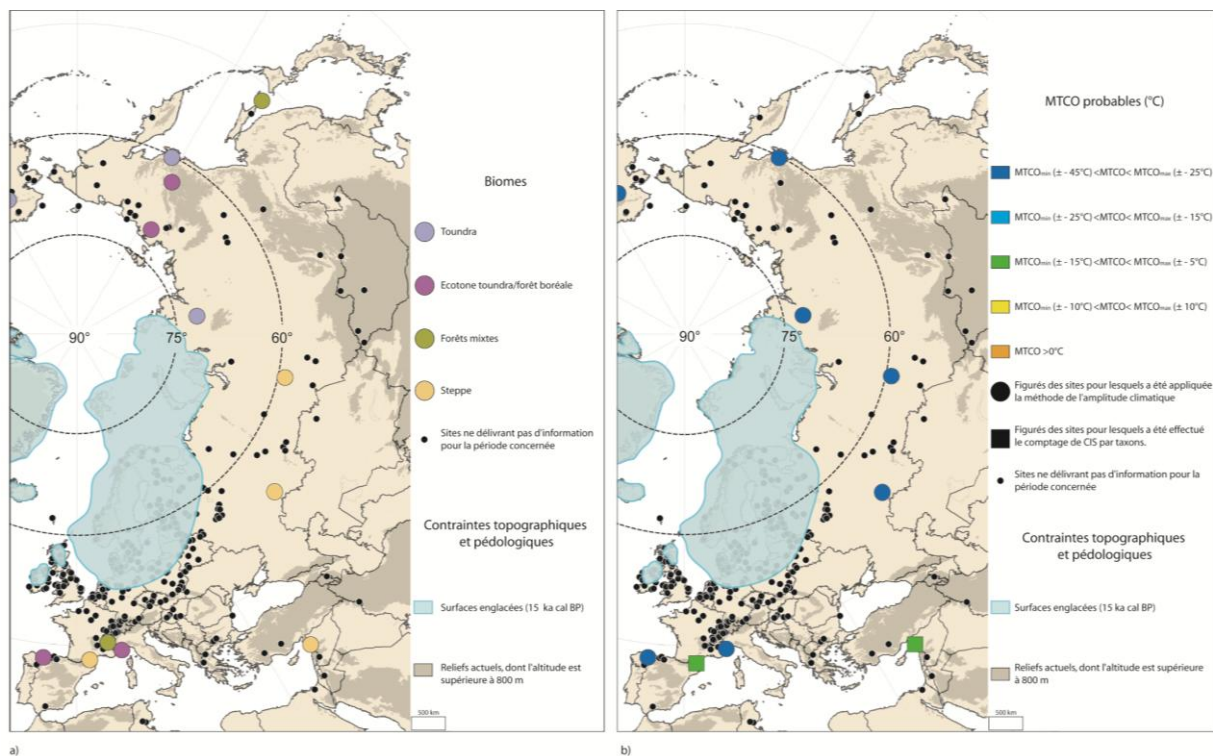 Biomes
Toundra
Ecotone toundra/forêt boréale
Forêts mixtes
Steppe
Sites ne délivrant pas d'information
pour la période concernée
Contraintes topographiques
et pédologiques
Surfaces englacées (15 ka cal BP)
Reliefs actuels, dont l'altitude est
supérieure à 800 m
90°
75°
60°
500 km
a)
MTCO probables (°C)
MTCOmin (± - 45°C) <MTCO< MTCOmax (± - 25°C)
MTCOmin (± - 25°C) <MTCO< MTCOmax (± - 15°C)
MTCOmin (± - 15°C) <MTCO< MTCOmax (± - 5°C)
MTCOmin (± - 10°C) <MTCO< MTCOmax (± 10°C)
MTCO >0°C
Figurés des sites pour lesquels a été appliquée
la méthode de l'amplitude climatique
Figurés des sites pour lesquels a été effectué
le comptage de CIS par taxons.
Sites ne délivrant pas d'information pour la
période concernée
Contraintes topographiques
et pédologiques
Surfaces englacées (15 ka cal BP)
Reliefs actuels, dont l'altitude est supérieure
à 800 m
90°
75°
60°
500 km
b)